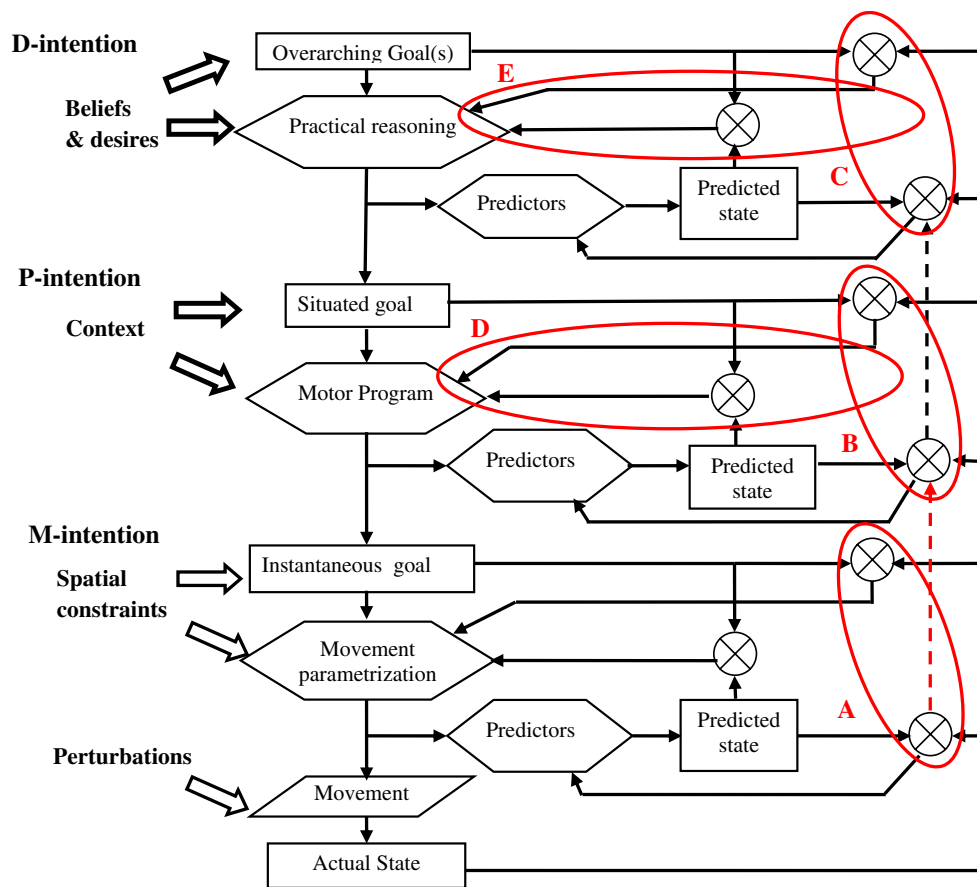 D-intention
Overarching Goal(s)
E
Beliefs
& desires
Practical reasoning
C
Predictors
Predicted
state
P-intention
Situated goal
Context
D
Motor Program
B
Predictors
Predicted
state
M-intention
Instantaneous goal
Spatial
constraints
Movement
parametrization
A
Predictors
Predicted
state
Perturbations
Movement
Actual State